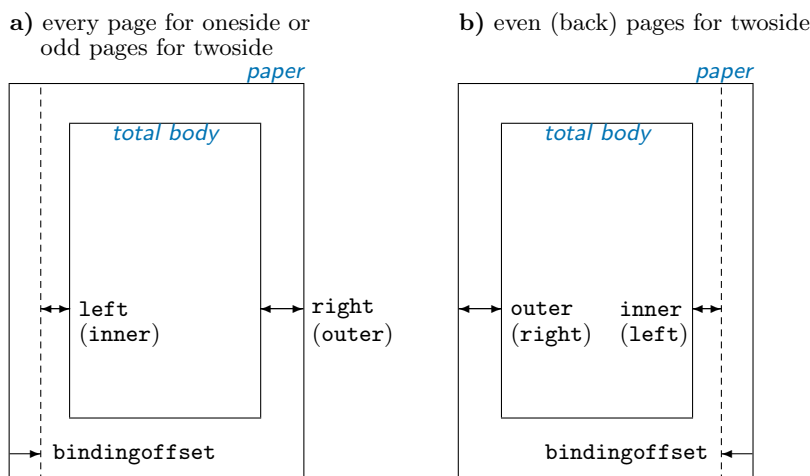 a) every page for oneside or
odd pages for twoside
paper
total body
left
(inner)
right
(outer)
bindingoffset
b) even (back) pages for twoside
paper
total body
outer
(right)
inner
(left)
bindingoffset